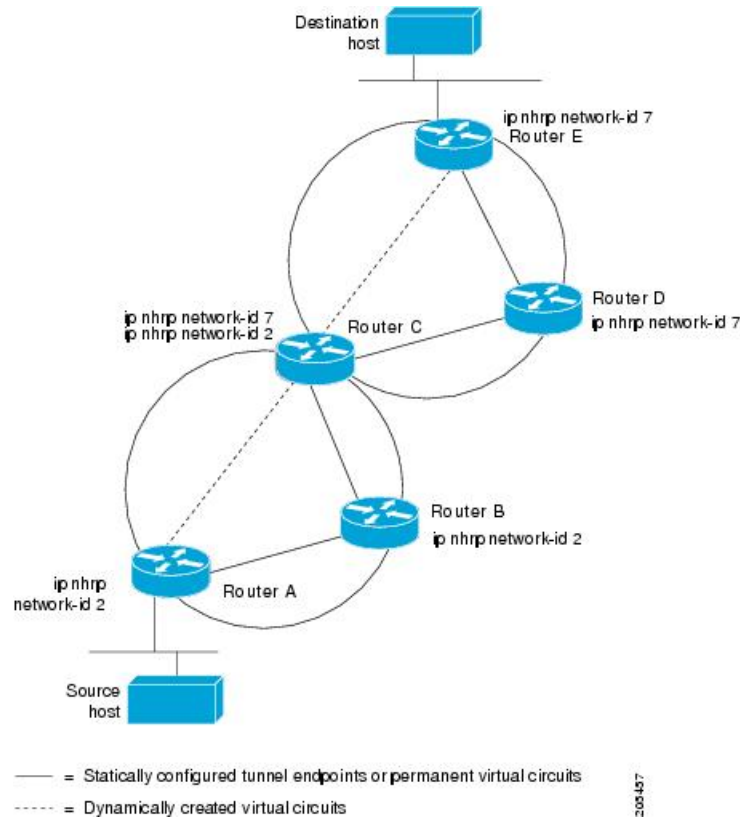 Destination
host
ip nhrp network-id 7
Router E
Router D
ip nhrp network-id 7
ip nhrp network-id 7
ip nhrp network-id 2
Router C
Router B
ip nhrp network-id 2
ip nhrp
network-id 2
Router A
Source
host
= Statically configured tunnel endpoints or permanent virtual circuits
= Dynamically created virtual circuits